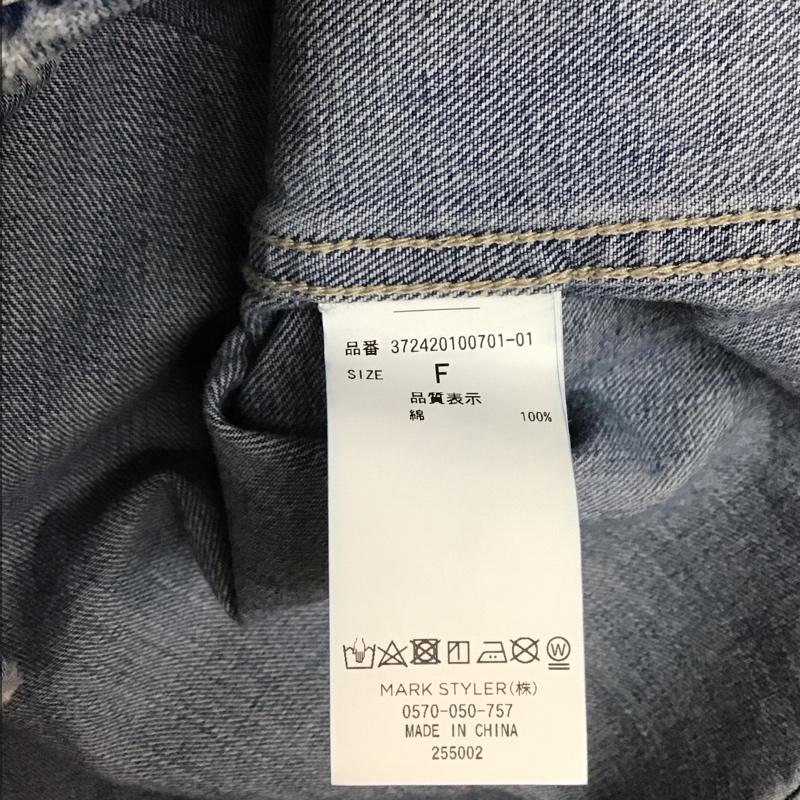 品番 372420100701-01
SIZE F
品質表示
綿 100%
W
MARK STYLER(株)
0570-050-757
MADE IN CHINA
255002